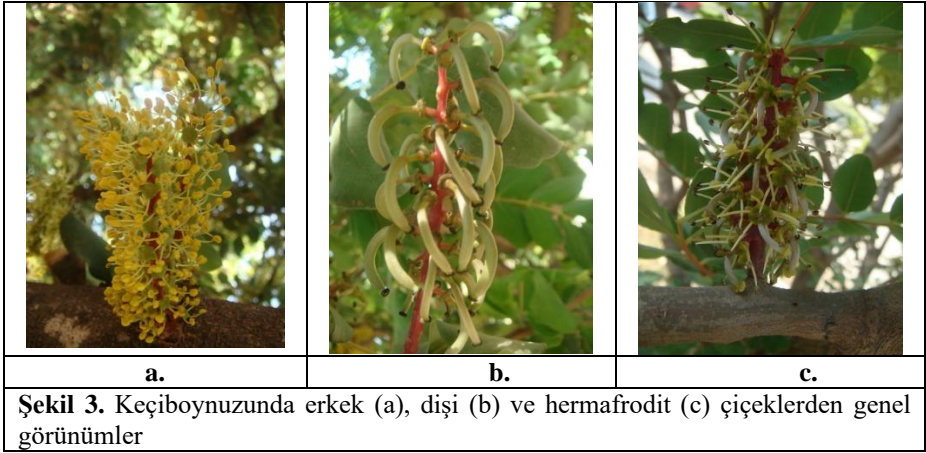 a.
b.
c.
Şekil 3. Keçiboynuzunda erkek (a), dişi (b) ve hermafrodit (c) çiçeklerden genel
görünümler